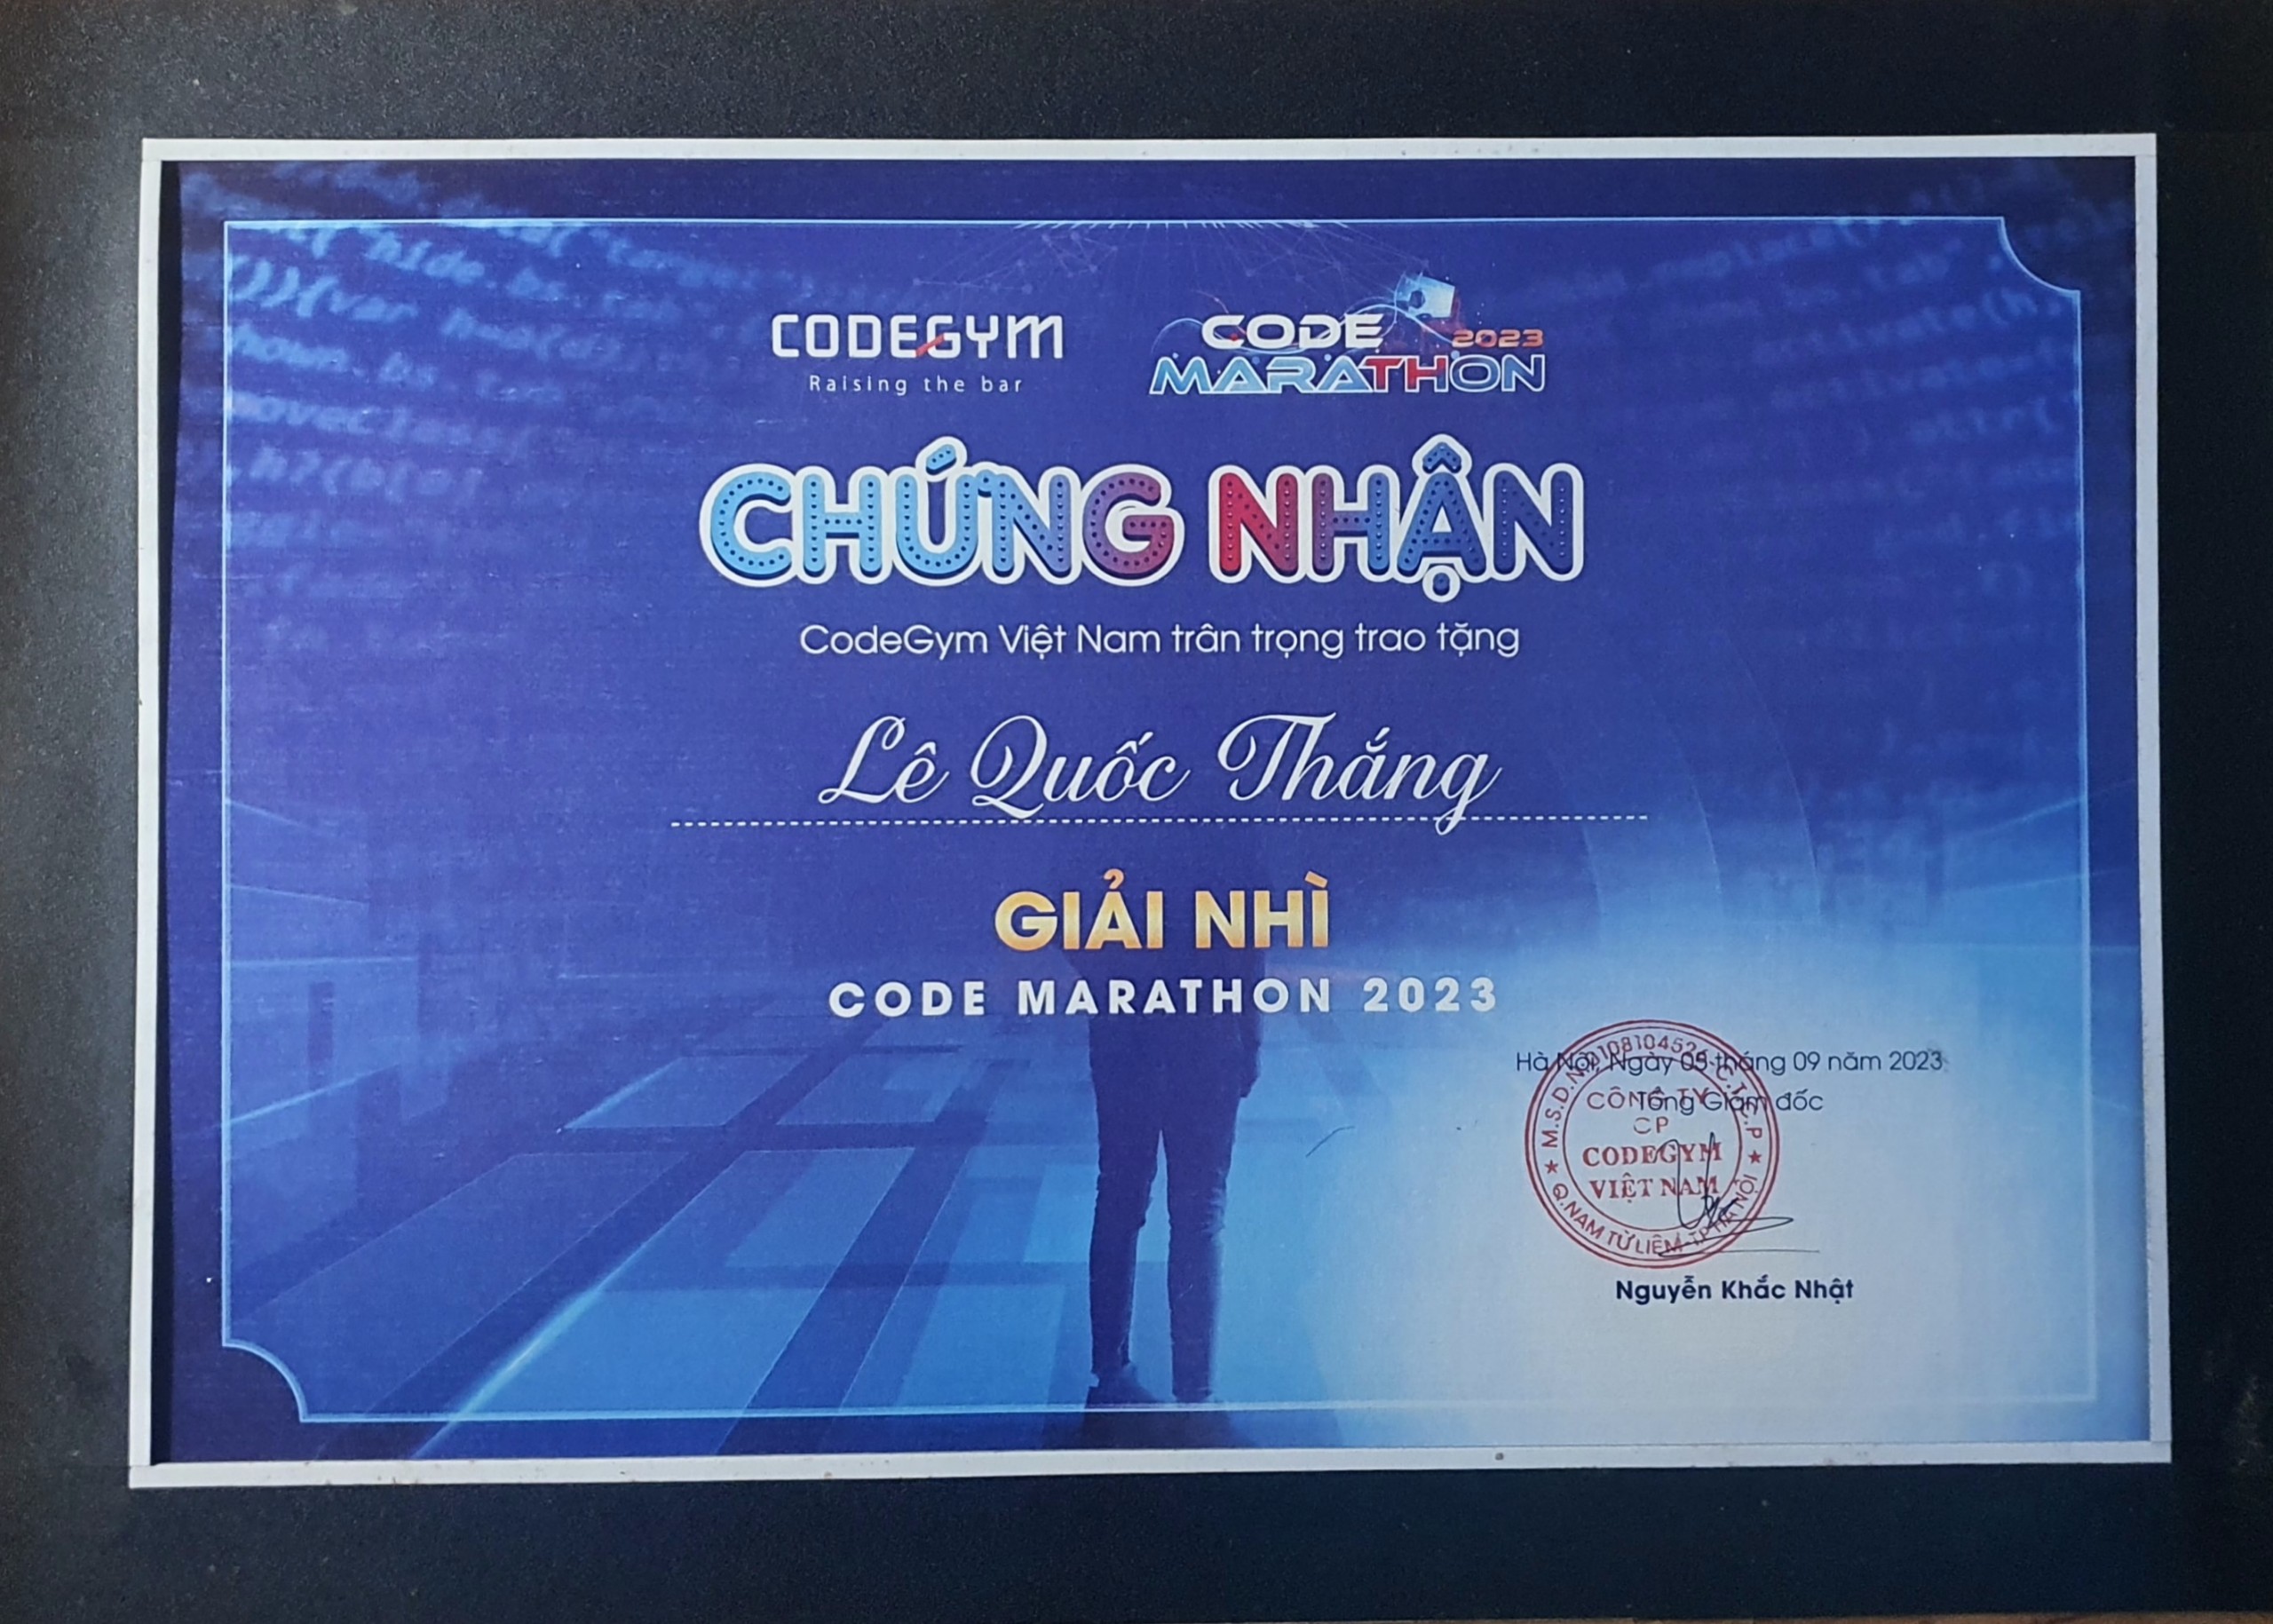 CODEGYM
Raising the bar
CODE
2023
MARATHON
CHỨNG NHẬN
CodeGym Việt Nam trân trọng trao tặng
Lê Quốc Thắng
GIẢI NHÌ
CODE MARATHON 2023
Hà Nội, Ngày 05 tháng 09 năm 2023
Tổng Giám đốc
CÔNG TY
CP
CODEGYM
VIỆT NAM
Q.NAM TỪ LIÊM-TP HÀ NỘI
Nguyễn Khắc Nhật